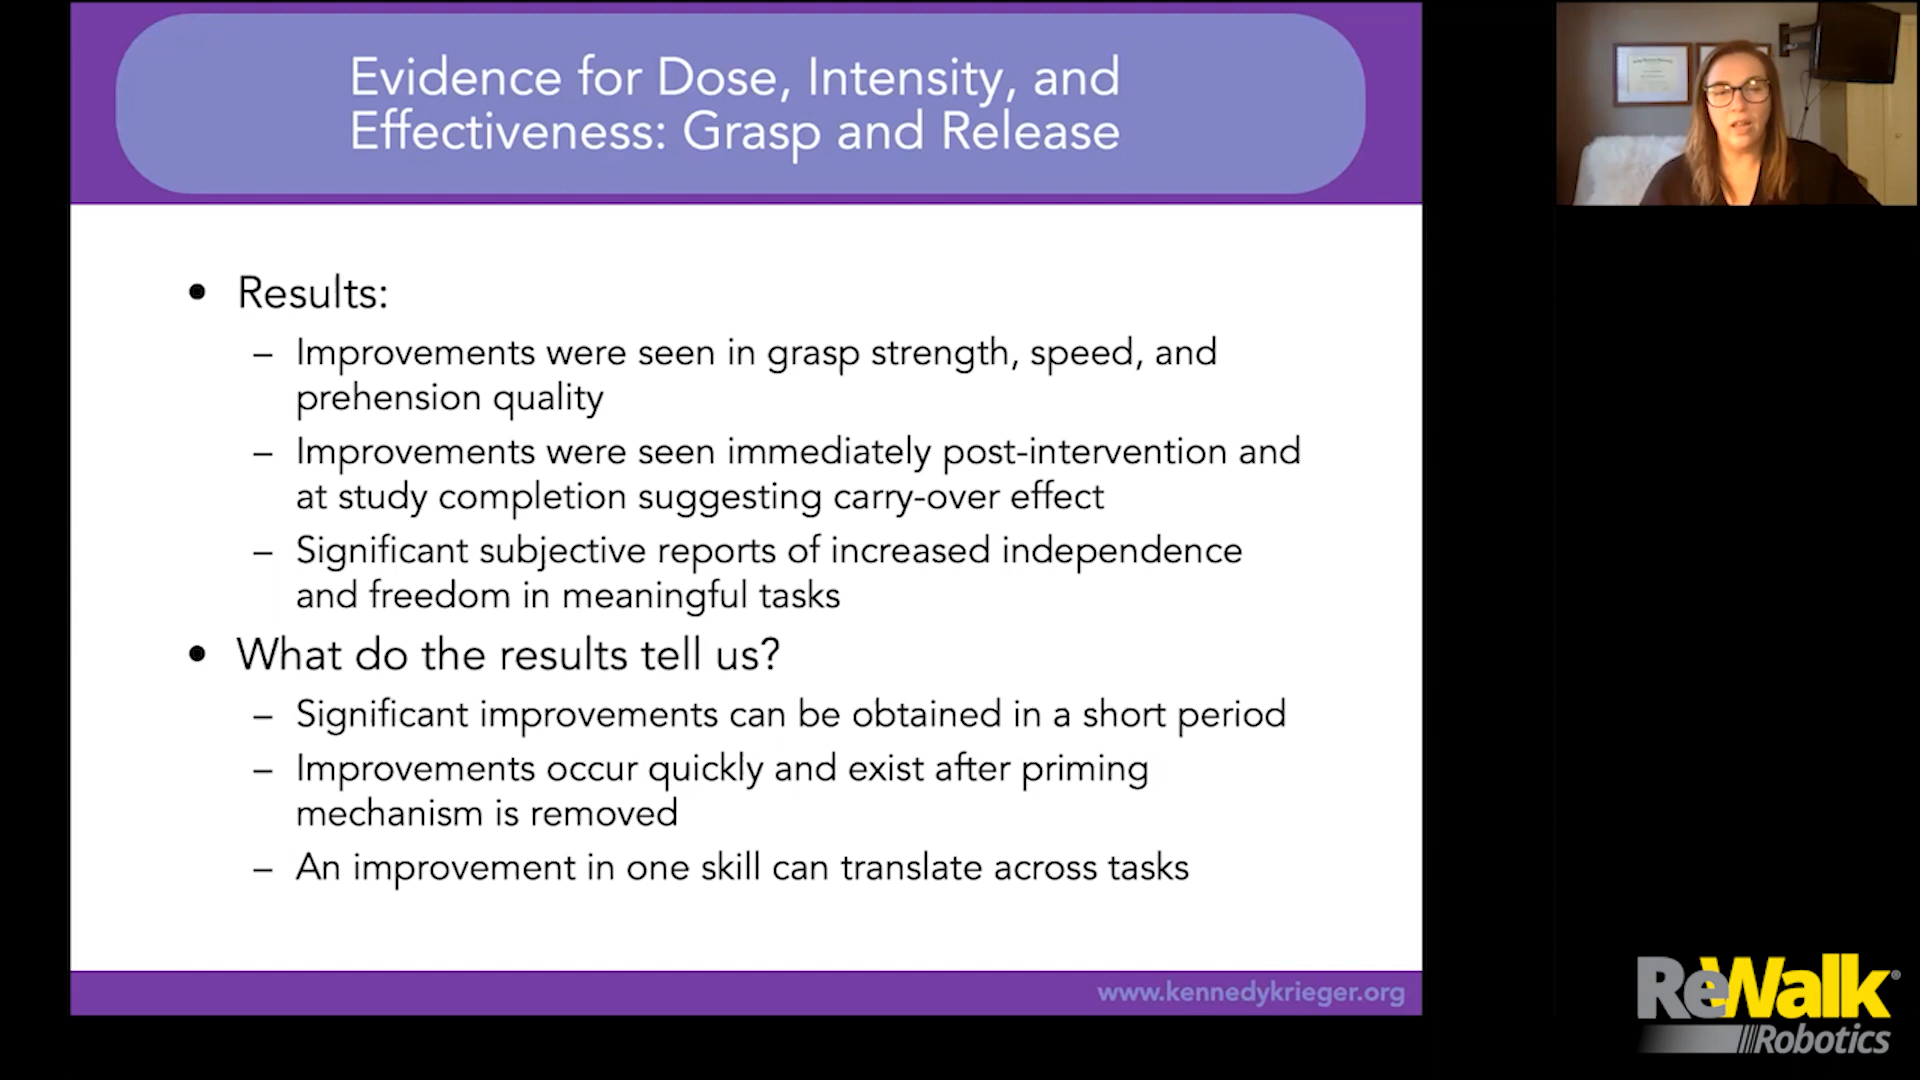 Evidence for Dose, Intensity, and
Effectiveness: Grasp and Release
• Results:
– Improvements were seen in grasp strength, speed, and
prehension quality
– Improvements were seen immediately post-intervention and
at study completion suggesting carry-over effect
– Significant subjective reports of increased independence
and freedom in meaningful tasks
• What do the results tell us?
– Significant improvements can be obtained in a short period
– Improvements occur quickly and exist after priming
mechanism is removed
– An improvement in one skill can translate across tasks
www.kennedykrieger.org
ReWalk®
Robotics